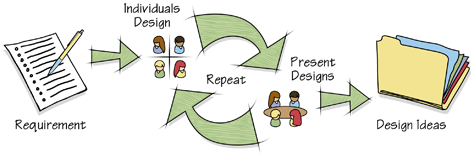 Individuals
Design
Repeat
Present
Designs
Requirement
Design Ideas